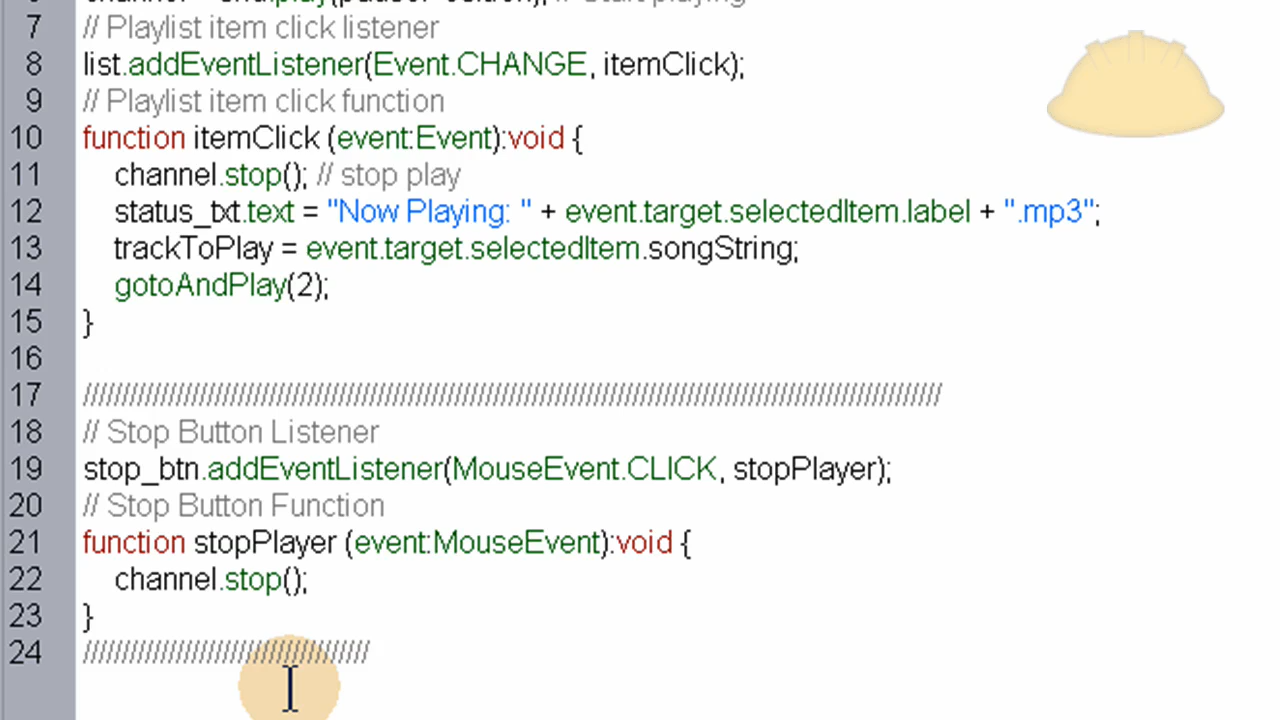 7 // Playlist item click listener
8 list.addEventListener(Event.CHANGE, itemClick);
9 // Playlist item click function
10 function itemClick (event:Event):void {
11 channel.stop(); // stop play
12 status_txt.text = "Now Playing: " + event.target.selectedItem.label + ".mp3";
13 trackToPlay = event.target.selectedItem.songString;
14 gotoAndPlay(2);
15 }
16
17 //////////////////////////////////////////////////////////////////////////////////////////////////////////////
18 // Stop Button Listener
19 stop_btn.addEventListener(MouseEvent.CLICK, stopPlayer);
20 // Stop Button Function
21 function stopPlayer (event:MouseEvent):void {
22 channel.stop();
23 }
24 ////////////////////////////////////